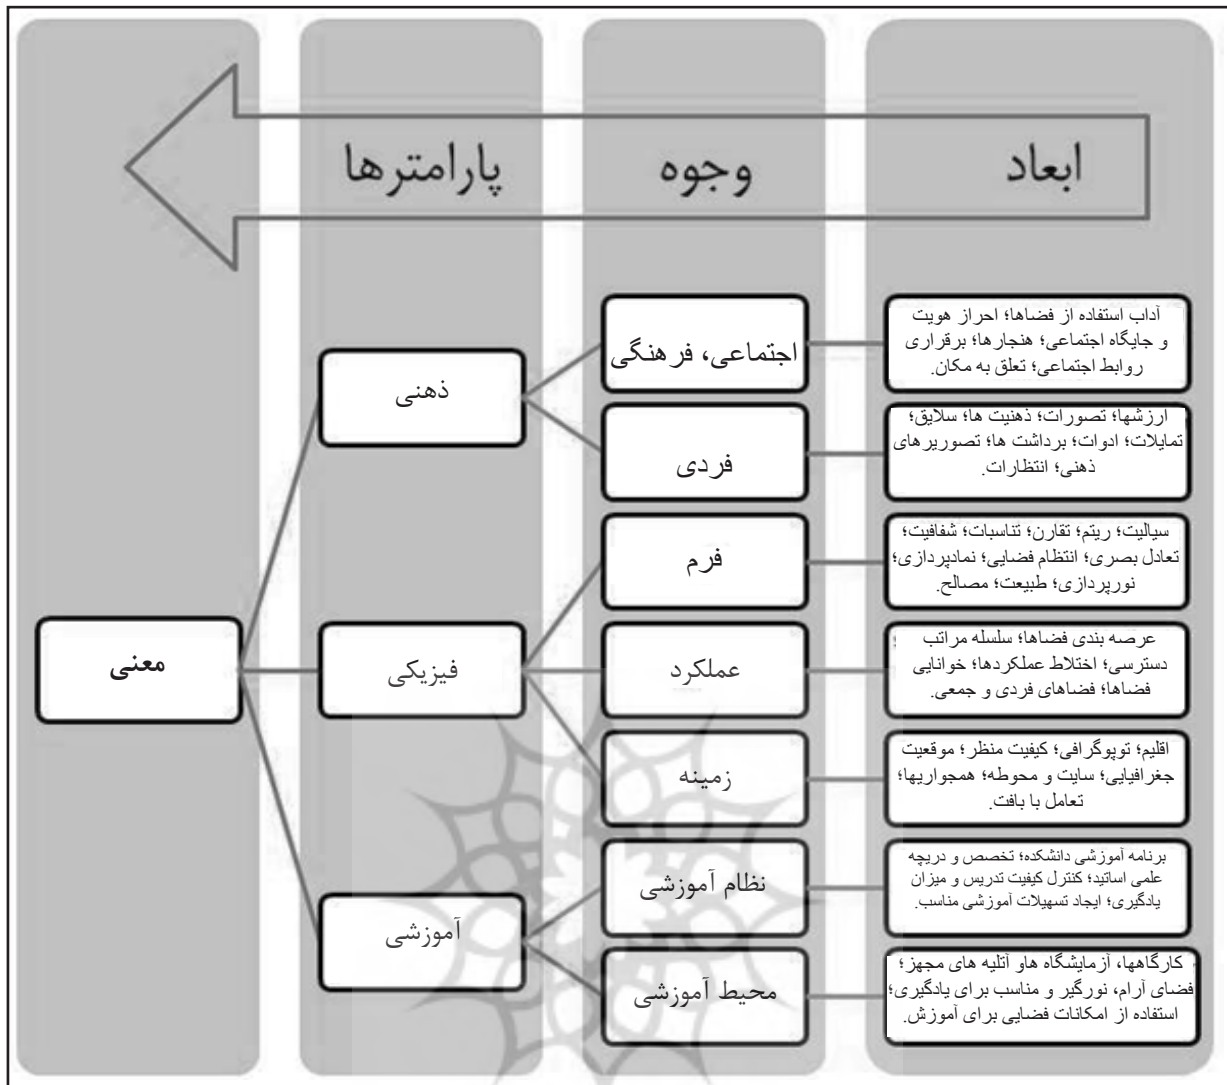 ابعاد
وجوه
پارامترها
آداب استفاده از فضاها؛ احراز هویت
و جایگاه اجتماعی؛ هنجارها؛ برقراری
روابط اجتماعی؛ تعلق به مکان.
اجتماعی، فرهنگی
ذهنی
ارزشها؛ تصورات؛ ذهنیت ها؛ سلایق؛
تمایلات؛ ادوات؛ برداشت ها؛ تصوریرهای
ذهنی؛ انتظارات.
فردی
سیالیت؛ ریتم؛ تقارن؛ تناسبات؛ شفافیت؛
تعادل بصری؛ انتظام فضایی؛ نمادپردازی؛
نورپردازی؛ طبیعت؛ مصالح.
فرم
عرصه بندی فضاها؛ سلسله مراتب
دسترسی؛ اختلاط عملکردها؛ خوانایی
فضاها؛ فضاهای فردی و جمعی.
عملکرد
فیزیکی
معنی
اقلیم؛ توپوگرافی؛ کیفیت منظر؛ موقعیت
جغرافیایی؛ سایت و محوطه؛ همجواریها؛
تعامل با بافت.
زمینه
برنامه آموزشی دانشکده؛ تخصص و دریچه
علمی اساتید؛ کنترل کیفیت تدریس و میزان
یادگیری؛ ایجاد تسهیلات آموزشی مناسب.
نظام آموزشی
آموزشی
کارگاهها، آزمایشگاه هاو آتلیه های مجهز؛
فضای آرام، نورگیر و مناسب برای یادگیری؛
استفاده از امکانات فضایی برای آموزش.
محیط آموزشی